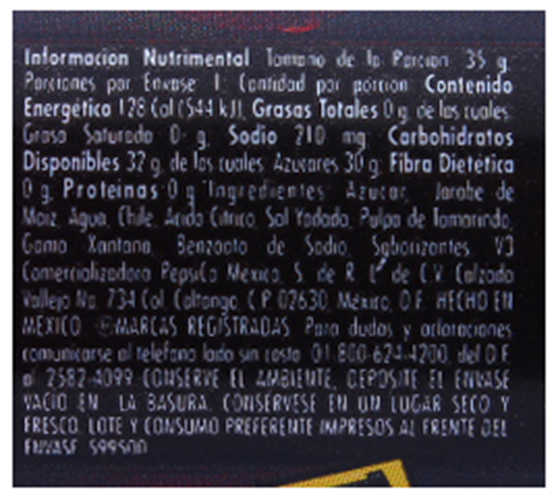 Información Nutrimental Tamaño de la Porción 35 g.
Porciones por Envase 1. Cantidad por porción Contenido
Energético 128 Cal (544 kJ), Grasas Totales 0 g, de las cuales:
Grasa Saturada 0 g, Sodio 210 mg, Carbohidratos
Disponibles 32 g, de los cuales: Azucares 30 g, Fibra Dietética
0 g, Proteinas 0 g. Ingredientes: Azucar, Jarabe de
Maiz, Agua, Chile, Acido Citrico, Sal Yodada, Pulpa de Tamarindo,
Goma Xantana, Benzoato de Sodio, Saborizantes. V3
Comercializadora PepsiCo Mexico, S. de R. L. de C.V. Calzada
Vallejo No. 734 Col. Coltongo, C.P. 02630, México, D.F. HECHO EN
MEXICO. MARCAS REGISTRADAS. Para dudas y aclaraciones
comunicarse al telefono lada sin costo 01 800-624-4200, del D.F.
al 2582-4099 CONSERVE EL AMBIENTE, DEPOSITE EL ENVASE
VACIO EN LA BASURA. CONSERVESE EN UN LUGAR SECO Y
FRESCO. LOTE Y CONSUMO PREFERENTE IMPRESOS AL FRENTE DEL
ENVASE. 599500